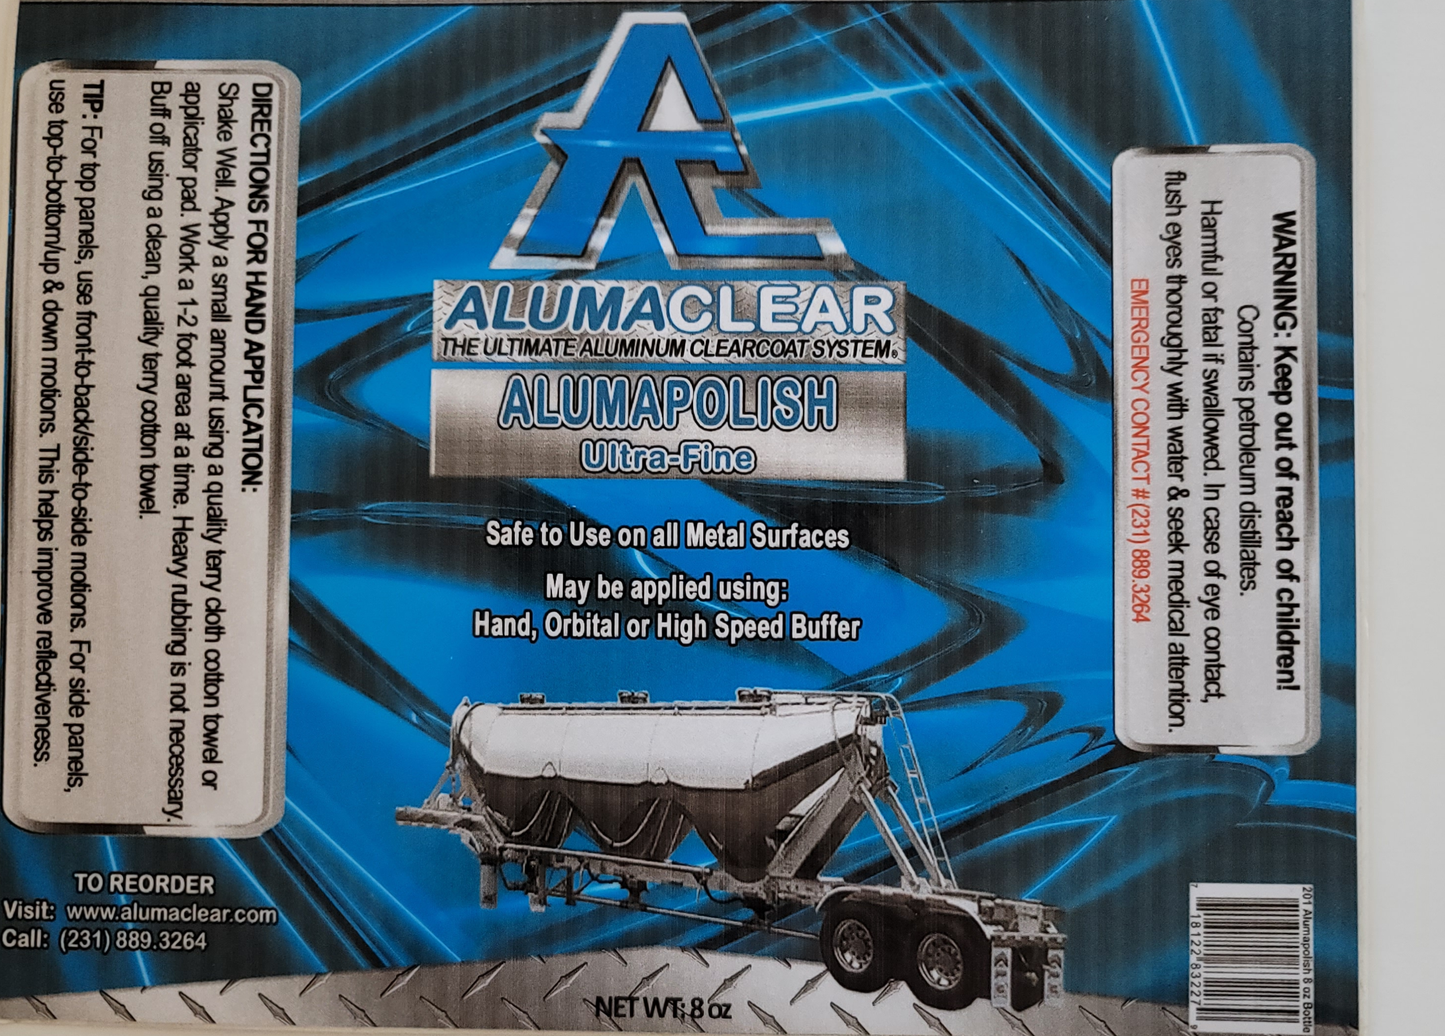 DIRECTIONS FOR HAND APPLICATION:
Shake Well. Apply a small amount using a quality terry cloth cotton towel or
applicator pad. Work a 1-2 foot area at a time. Heavy rubbing is not necessary.
Buff off using a clean, quality terry cotton towel.
TIP: For top panels, use front-to-back/side-to-side motions. For side panels,
use top-to-bottom/up & down motions. This helps improve reflectiveness.
TO REORDER
Visit: www.alumaclear.com
Call: (231) 889.3264
AC
ALUMACLEAR
THE ULTIMATE ALUMINUM CLEARCOAT SYSTEM®
ALUMAPOLISH
Ultra-Fine
Safe to Use on all Metal Surfaces
May be applied using:
Hand, Orbital or High Speed Buffer
NET WT: 8 oz
WARNING: Keep out of reach of children!
Contains petroleum distillates.
Harmful or fatal if swallowed. In case of eye contact,
flush eyes thoroughly with water & seek medical attention.
EMERGENCY CONTACT # (231) 889.3264
201 Alumapolish 8 oz Bottle
7 18122 83227 9